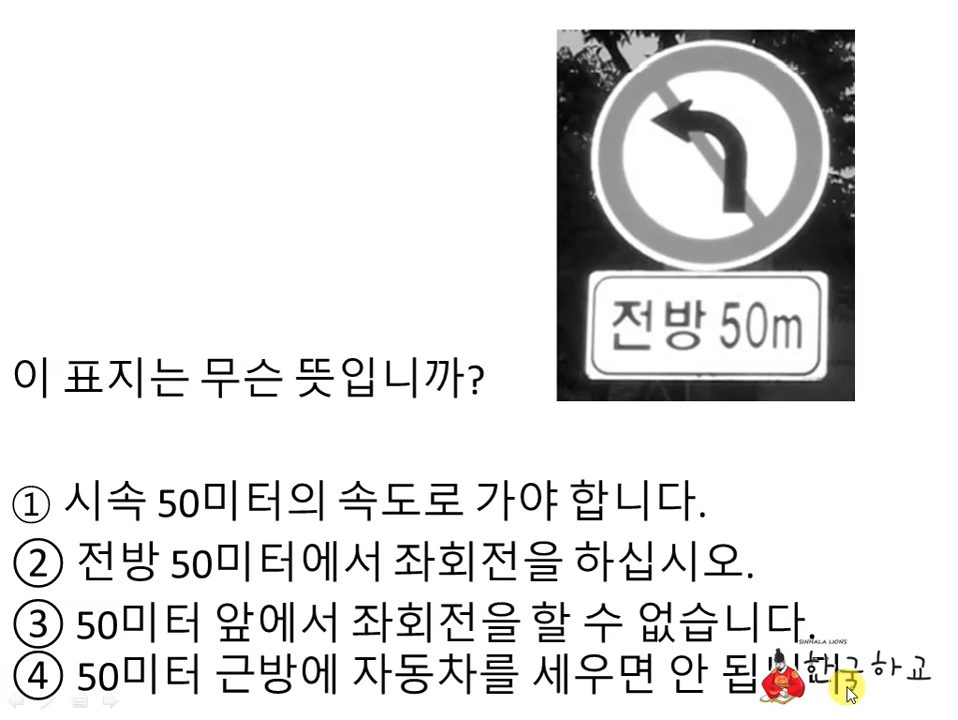 전방 50m
이 표지는 무슨 뜻입니까?
① 시속 50미터의 속도로 가야 합니다.
② 전방 50미터에서 좌회전을 하십시오.
③ 50미터 앞에서 좌회전을 할 수 없습니다.
④ 50미터 근방에 자동차를 세우면 안 됩
SINHALA LIONS
한국학교